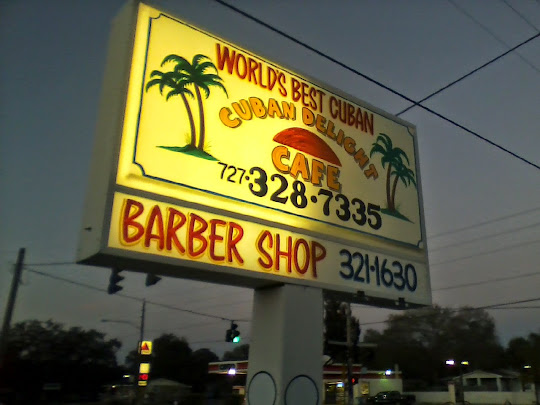 WORLD'S BEST CUBAN
CUBAN DELIGHT
CAFE
727·328·7335
BARBER SHOP 321·1630